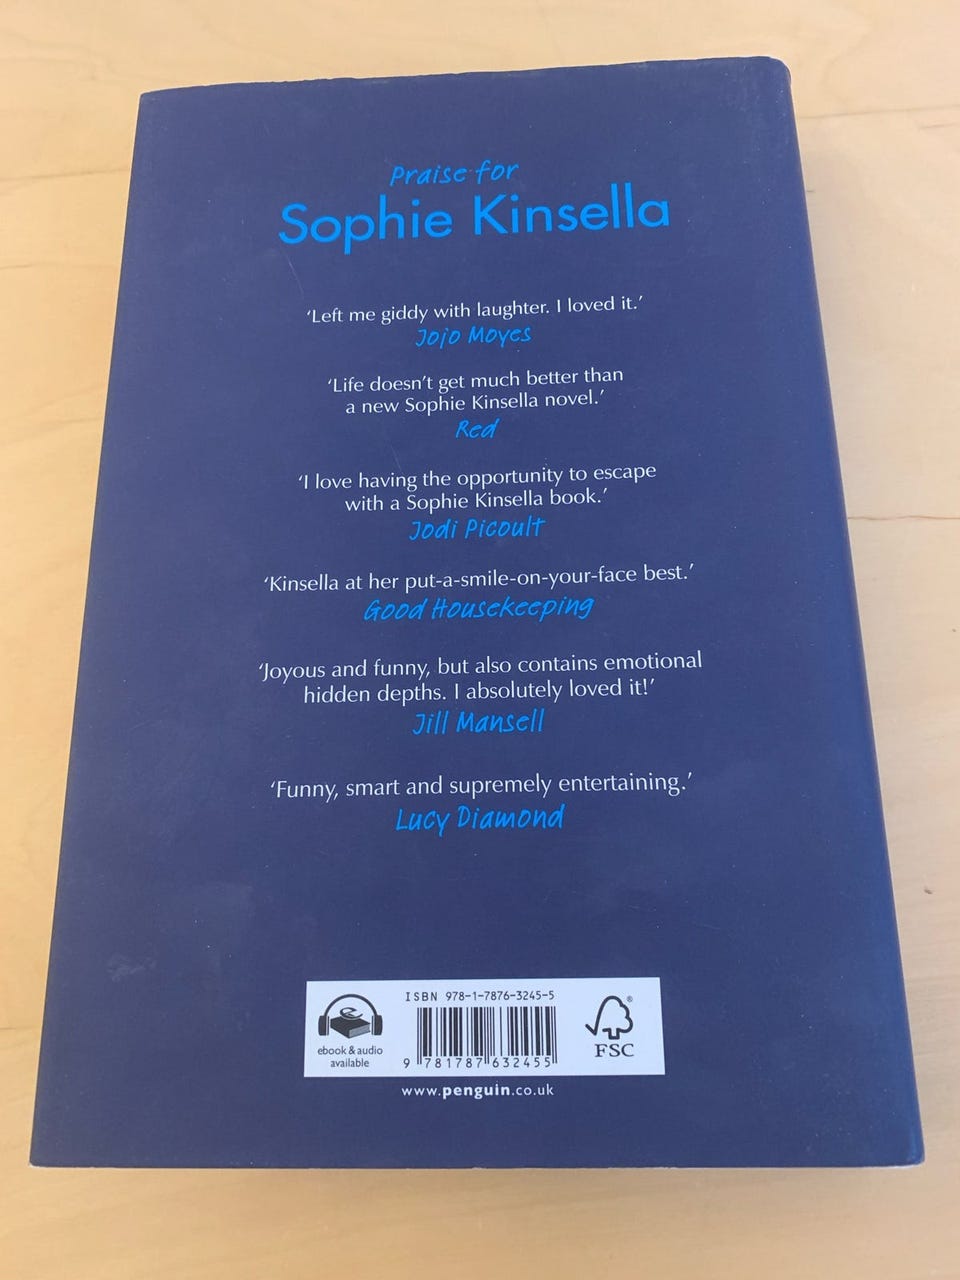 Praise for
Sophie Kinsella
‘Left me giddy with laughter. I loved it.’
Jojo Moyes
‘Life doesn’t get much better than
a new Sophie Kinsella novel.’
Red
‘I love having the opportunity to escape
with a Sophie Kinsella book.’
Jodi Picoult
‘Kinsella at her put-a-smile-on-your-face best.’
Good Housekeeping
‘Joyous and funny, but also contains emotional
hidden depths. I absolutely loved it!’
Jill Mansell
‘Funny, smart and supremely entertaining.’
Lucy Diamond
ISBN 978-1-7876-3245-5
9 781787 632455
ebook & audio
available
® FSC
www.penguin.co.uk